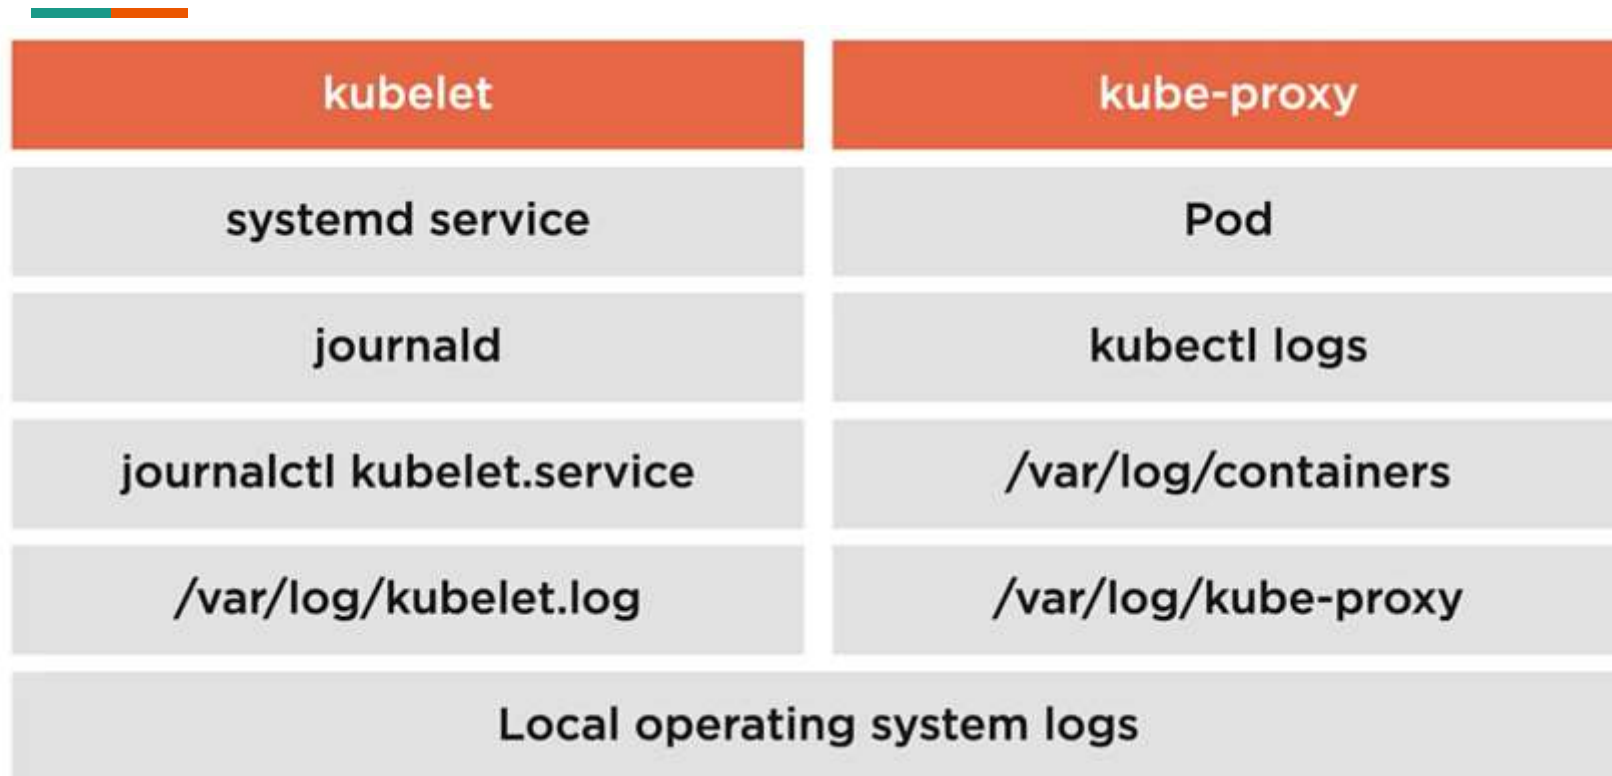 kubelet
kube-proxy
systemd service
Pod
journald
kubectl logs
journalctl kubelet.service
/var/log/containers
/var/log/kubelet.log
/var/log/kube-proxy
Local operating system logs